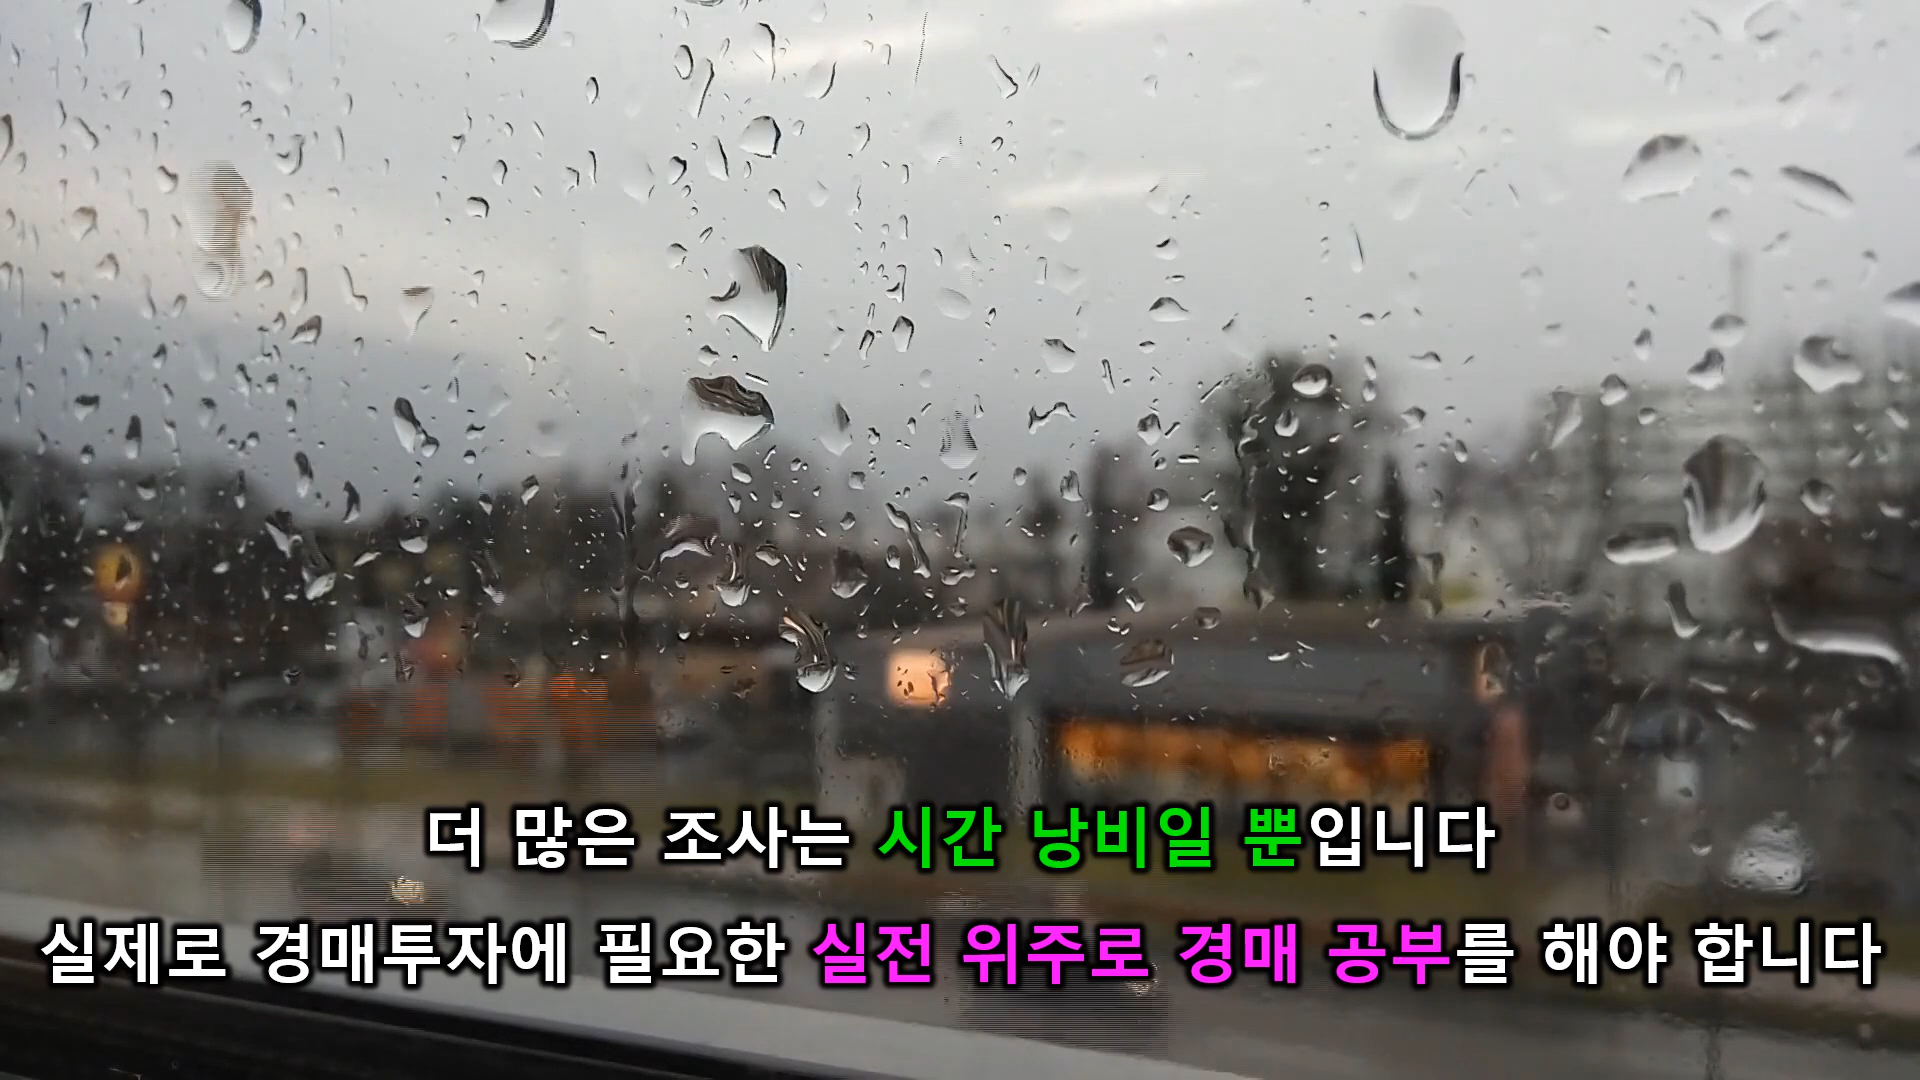 더 많은 조사는 시간 낭비일 뿐입니다
실제로 경매투자에 필요한 실전 위주로 경매 공부를 해야 합니다